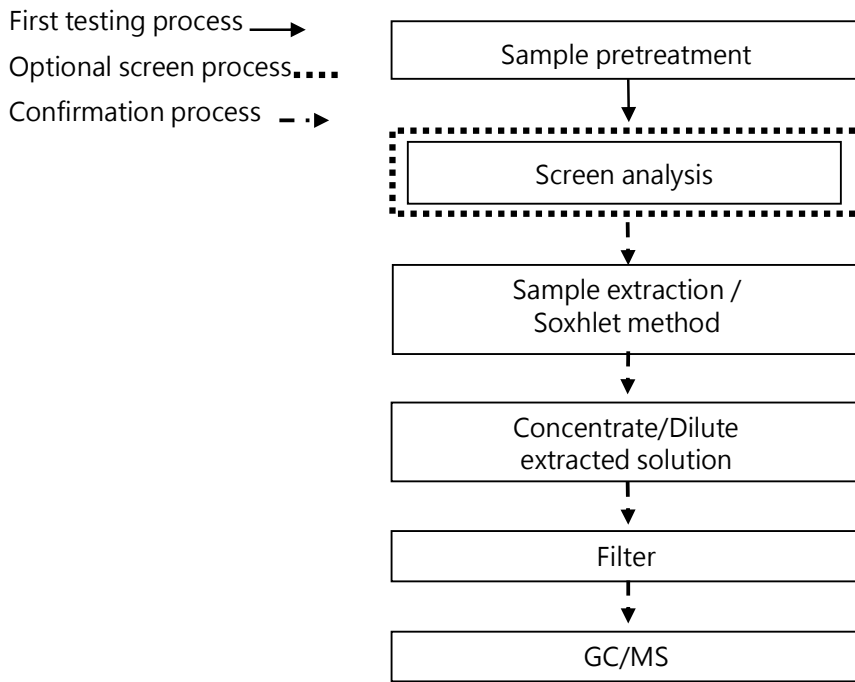 First testing process
Optional screen process
Confirmation process
Sample pretreatment
Screen analysis
Sample extraction /
Soxhlet method
Concentrate/Dilute
extracted solution
Filter
GC/MS